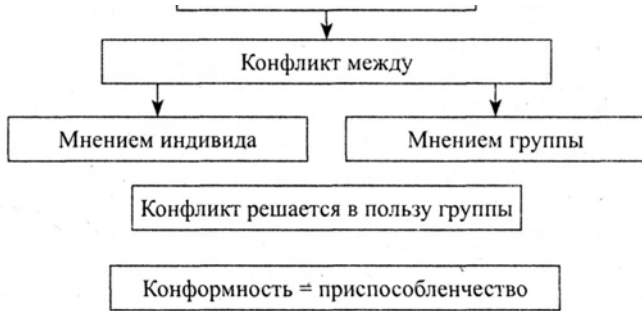 Конфликт между
Мнением индивида
Мнением группы
Конфликт решается в пользу группы
Конформность = приспособленчество